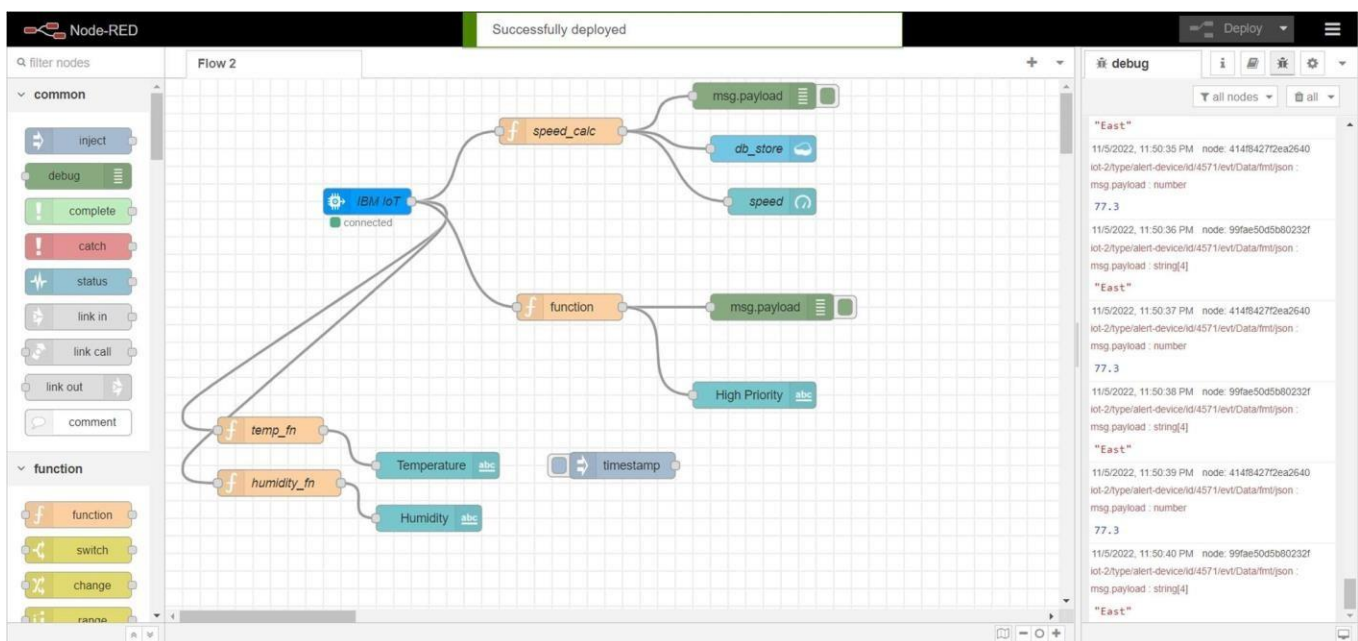 Node-RED
Successfully deployed
Deploy
filter nodes
Flow 2
debug
i
common
all nodes
all
inject
debug
complete
catch
status
link in
link call
link out
comment
function
function
switch
change
range
speed_calc
msg.payload
db_store
speed
IBM IoT
connected
function
msg.payload
High Priority abc
temp_fn
Temperature abc
timestamp
humidity_fn
Humidity abc
"East"
11/5/2022, 11:50:35 PM node: 414f8427f2ea2640
iot-2/type/alert-device/id/4571/evt/Data/fmt/json :
msg.payload : number
77.3
11/5/2022, 11:50:36 PM node: 99fae50d5b80232f
iot-2/type/alert-device/id/4571/evt/Data/fmt/json :
msg.payload : string[4]
"East"
11/5/2022, 11:50:37 PM node: 414f8427f2ea2640
iot-2/type/alert-device/id/4571/evt/Data/fmt/json :
msg.payload : number
77.3
11/5/2022, 11:50:38 PM node: 99fae50d5b80232f
iot-2/type/alert-device/id/4571/evt/Data/fmt/json :
msg.payload : string[4]
"East"
11/5/2022, 11:50:39 PM node: 414f8427f2ea2640
iot-2/type/alert-device/id/4571/evt/Data/fmt/json :
msg.payload : number
77.3
11/5/2022, 11:50:40 PM node: 99fae50d5b80232f
iot-2/type/alert-device/id/4571/evt/Data/fmt/json :
msg.payload : string[4]
"East"